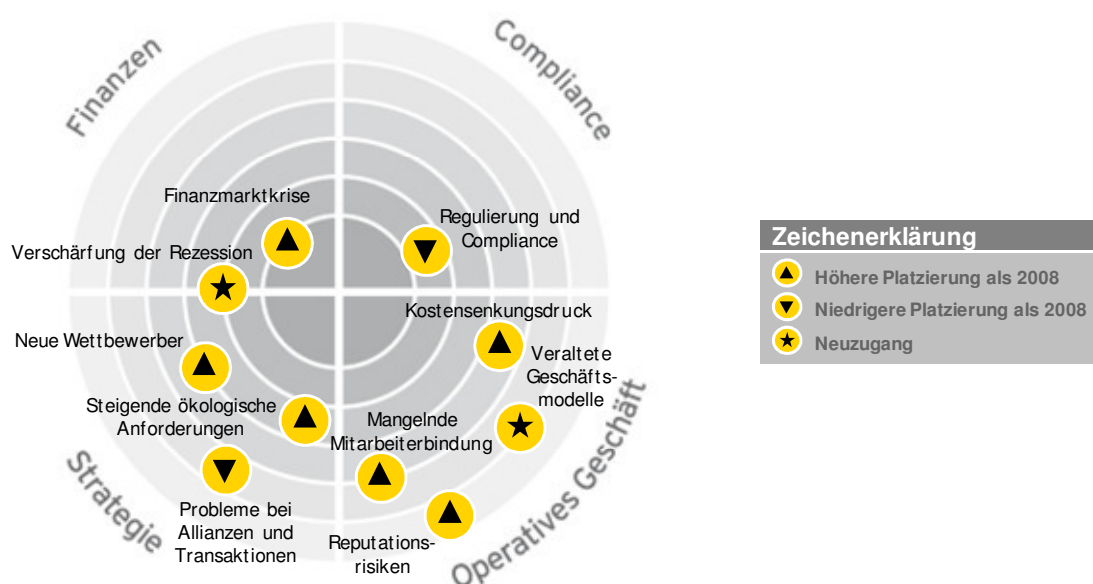 Finanzen
Compliance
Finanzmarktkrise
Regulierung und
Compliance
Verschärfung der Rezession
Kostensenkungsdruck
Neue Wettbewerber
Veraltete
Geschäfts-
modelle
Steigende ökologische
Anforderungen
Mangelnde
Mitarbeiterbindung
Strategie
Probleme bei
Allianzen und
Transaktionen
Reputations-
risiken
Operatives Geschäft
Zeichenerklärung
Höhere Platzierung als 2008
Niedrigere Platzierung als 2008
Neuzugang